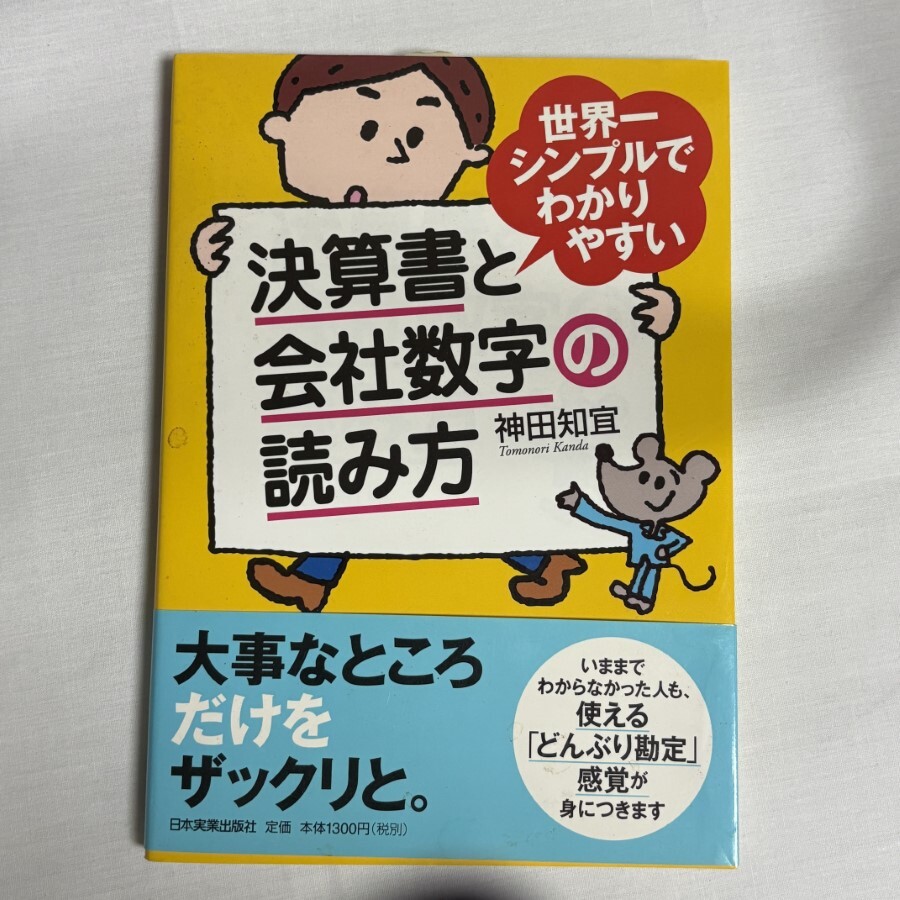 世界一
シンプルで
わかり
やすい
決算書と
会社数字の
読み方
神田知宜
Tomonori Kanda
大事なところ
だけを
ザックリと。
いままで
わからなかった人も、
使える
「どんぶり勘定」
感覚が
身につきます
日本実業出版社 定価 本体1300円(税別)